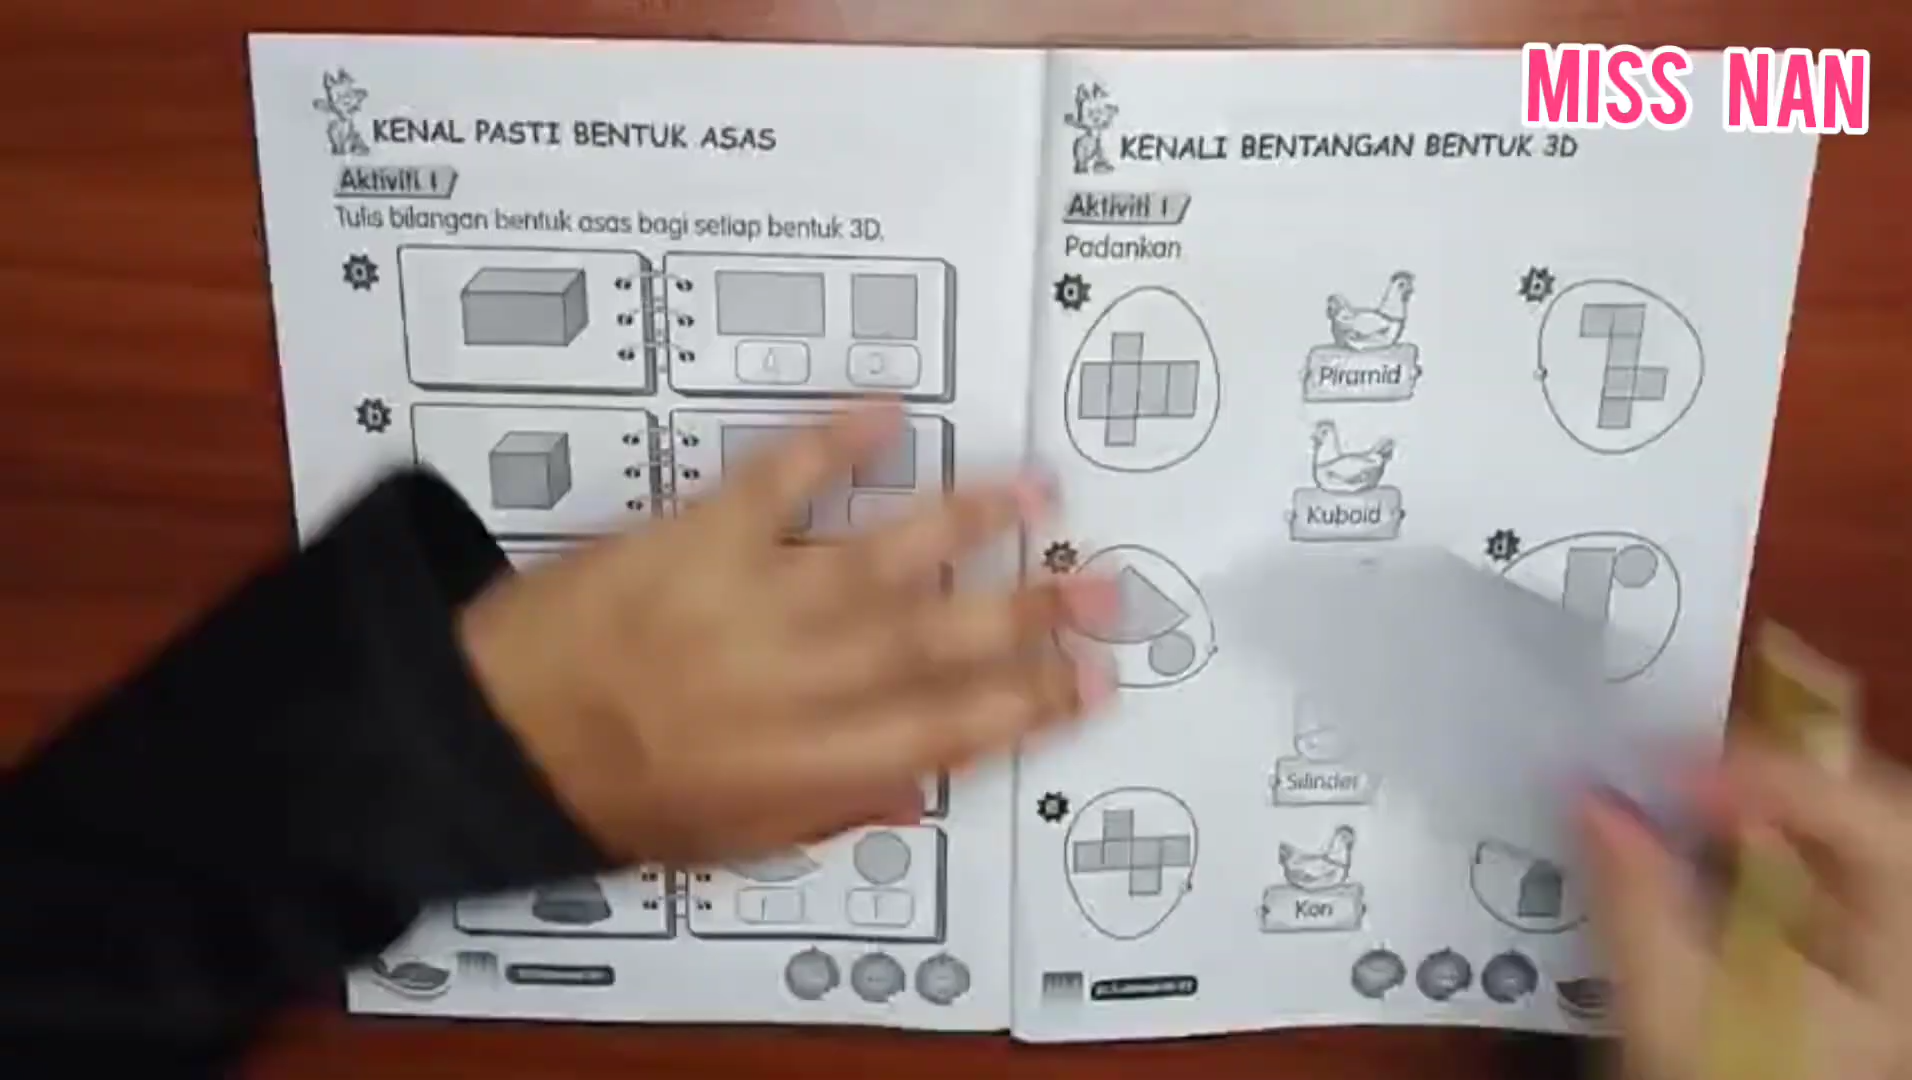 MISS NAN
KENAL PASTI BENTUK ASAS
Aktiviti 1
Tulis bilangan bentuk asas bagi setiap bentuk 3D.
a
b
KENALI BENTANGAN BENTUK 3D
Aktiviti 1
Padankan
a
b
Piramid
Kuboid
c
d
Silinder
e
Kon